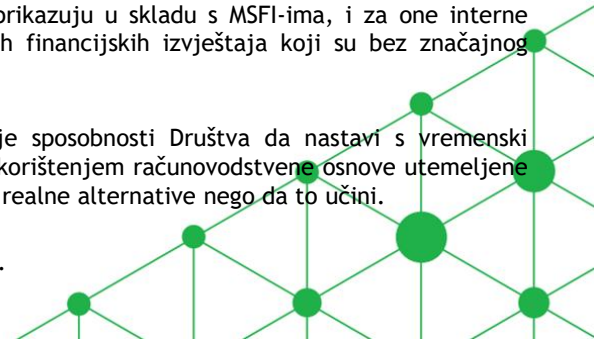 prikazuju u skladu s MSFI-ima, i za one interne
h financijskih izvještaja koji su bez značajnog
je sposobnosti Društva da nastavi s vremenski
korištenjem računovodstvene osnove utemeljene
realne alternative nego da to učini.
.